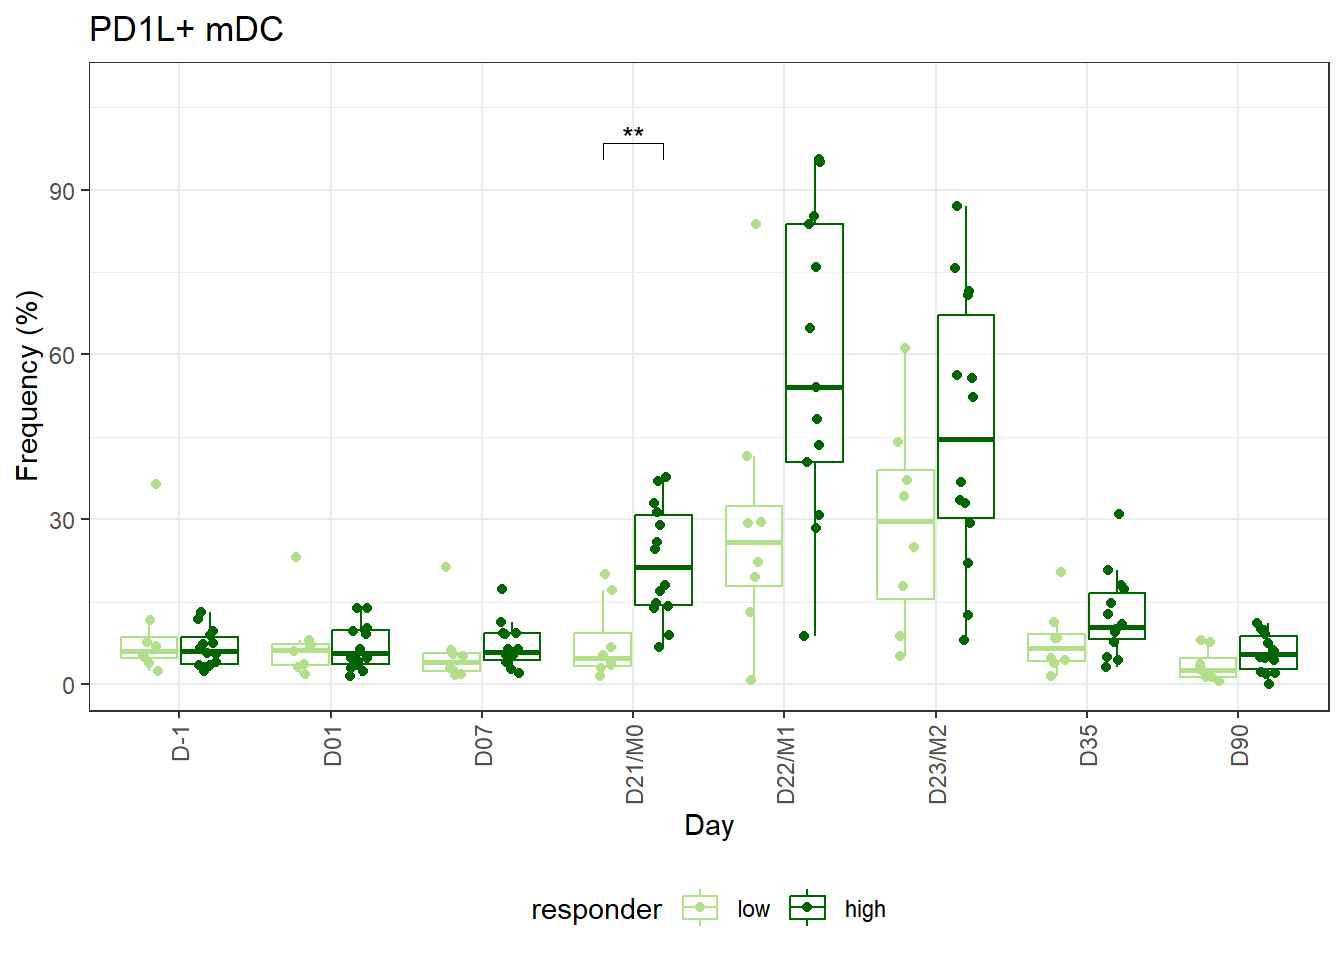 PD1L+ mDC
**
90
60
30
0
Frequency (%)
D-1
D01
D07
D21/M0
D22/M1
D23/M2
D35
D90
Day
responder low high